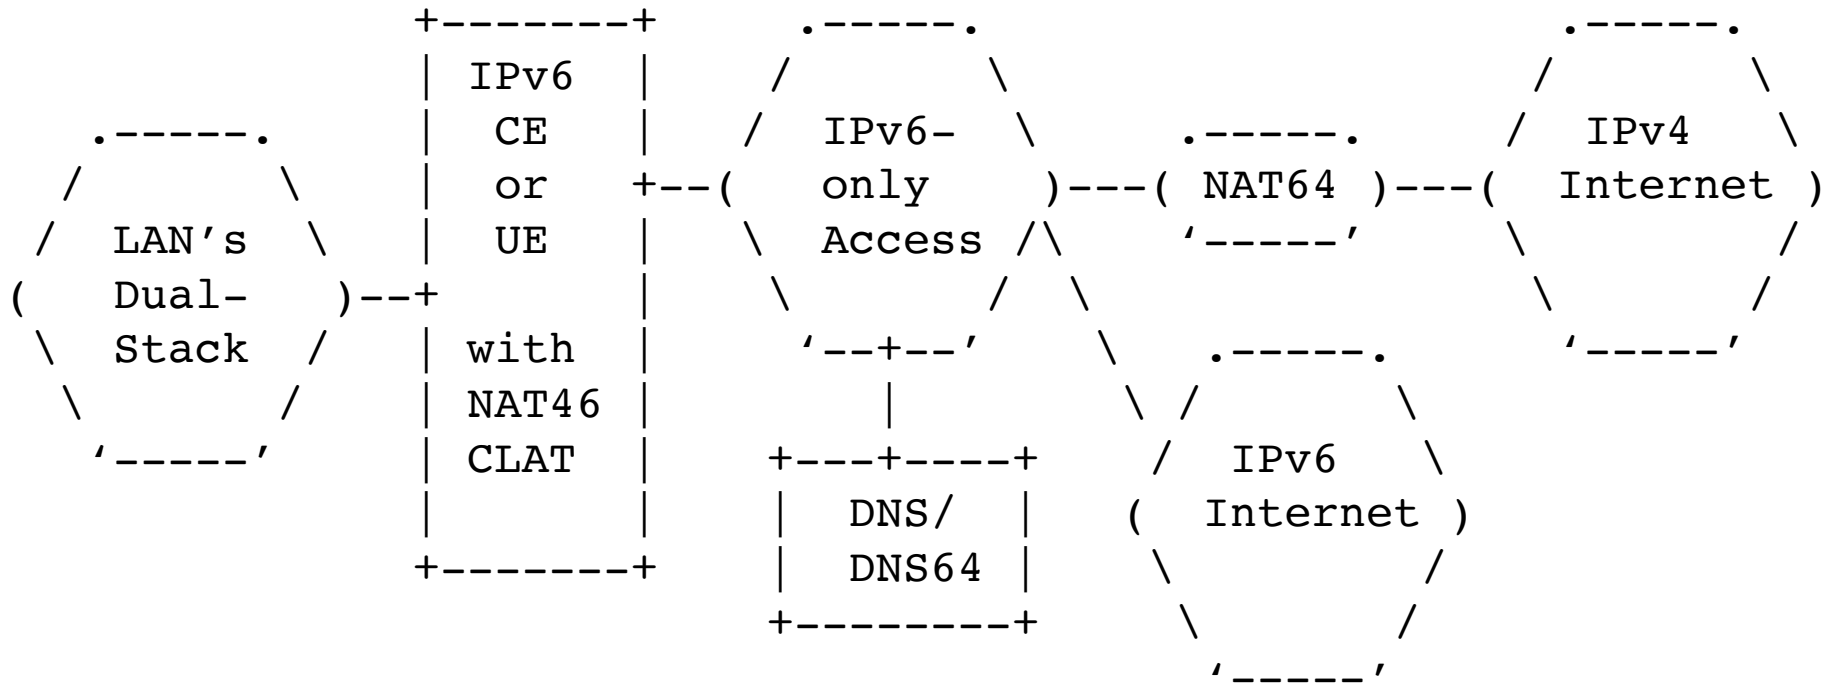 IPv6
CE
or
UE
with
NAT46
CLAT
LAN's
Dual-
Stack
IPv6-
only
Access
NAT64
IPv4
Internet
DNS/
DNS64
IPv6
Internet